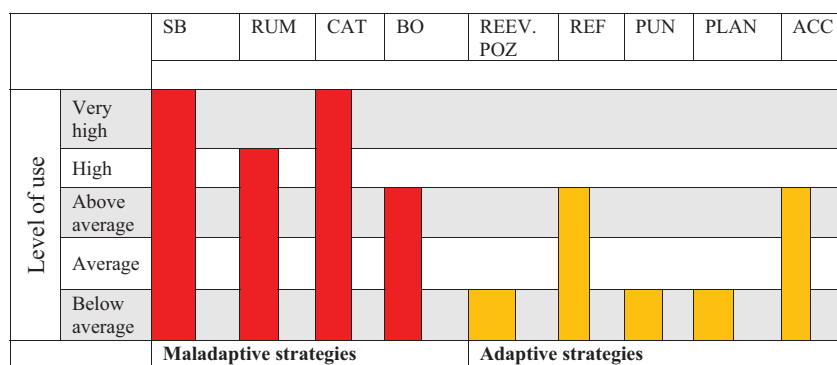 SB RUM CAT BO REEV. REF PUN PLAN ACC
POZ
Level of use
Very
high
High
Above
average
Average
Below
average
Maladaptive strategies Adaptive strategies